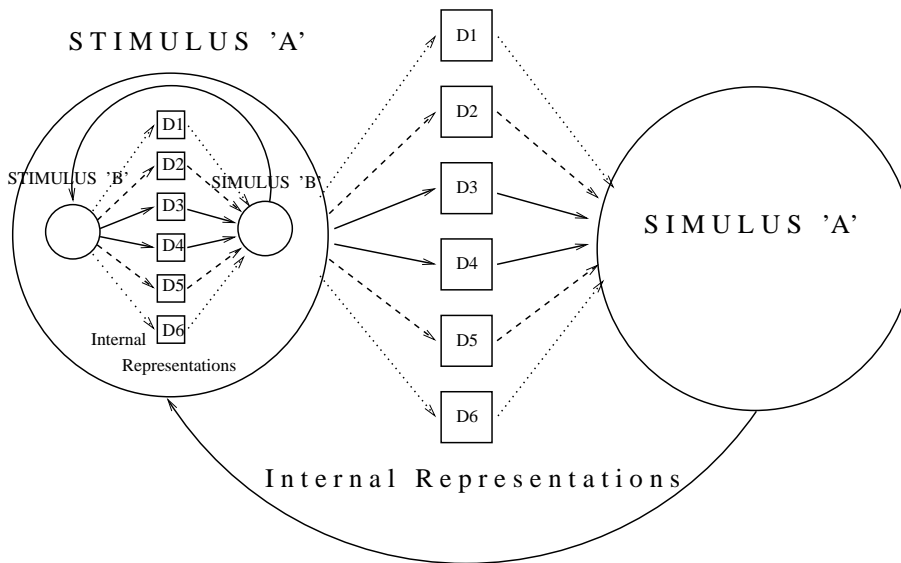 STIMULUS 'A'
D1
D2
D3
D4
D5
D6
SIMULUS 'A'
Internal Representations
D1
D2
STIMULUS 'B'
SIMULUS 'B'
D3
D4
D5
D6
Internal
Representations